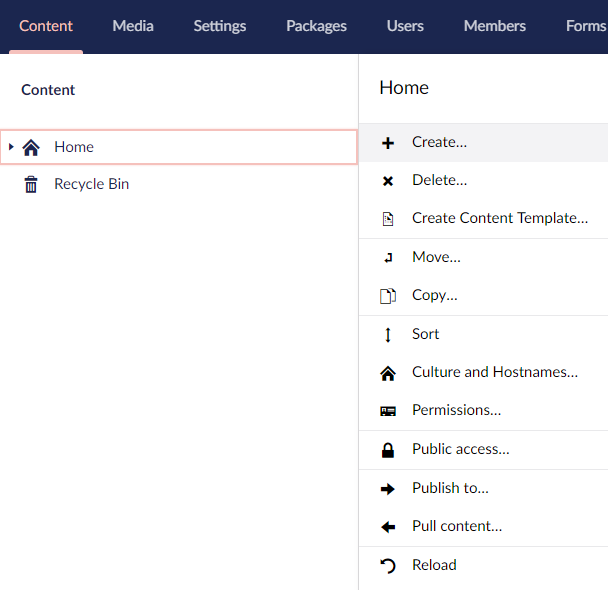 Content Media Settings Packages Users Members Forms
Content
Home
Recycle Bin
Home
Create...
Delete...
Create Content Template...
Move...
Copy...
Sort
Culture and Hostnames...
Permissions...
Public access...
Publish to...
Pull content...
Reload